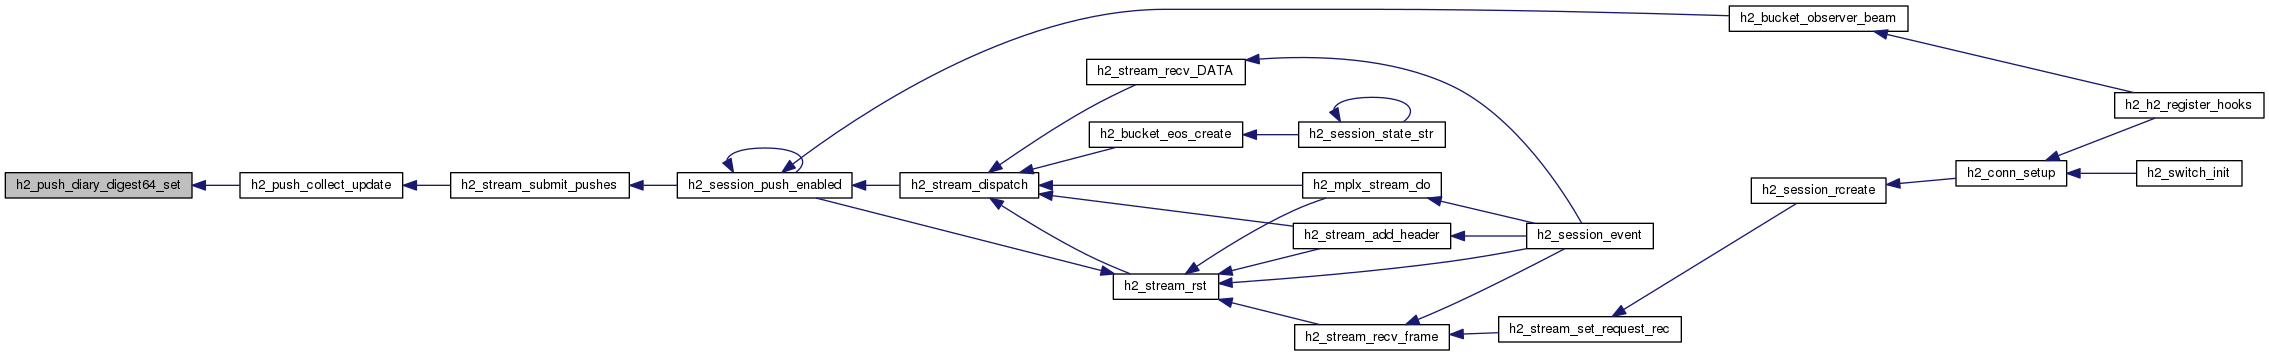 h2_push_diary_digest64_set
h2_push_collect_update
h2_stream_submit_pushes
h2_session_push_enabled
h2_stream_dispatch
h2_stream_recv_DATA
h2_bucket_eos_create
h2_session_state_str
h2_mplx_stream_do
h2_stream_add_header
h2_session_event
h2_stream_rst
h2_stream_recv_frame
h2_stream_set_request_rec
h2_session_rcreate
h2_conn_setup
h2_bucket_observer_beam
h2_h2_register_hooks
h2_switch_init